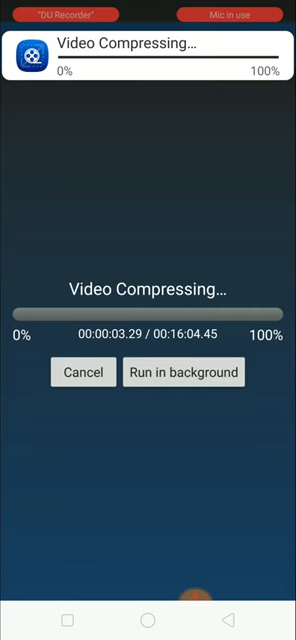 "DU Recorder"
Mic in use
Video Compressing...
0%
100%
Video Compressing...
0%
00:00:03.29 / 00:16:04.45
100%
Cancel
Run in background